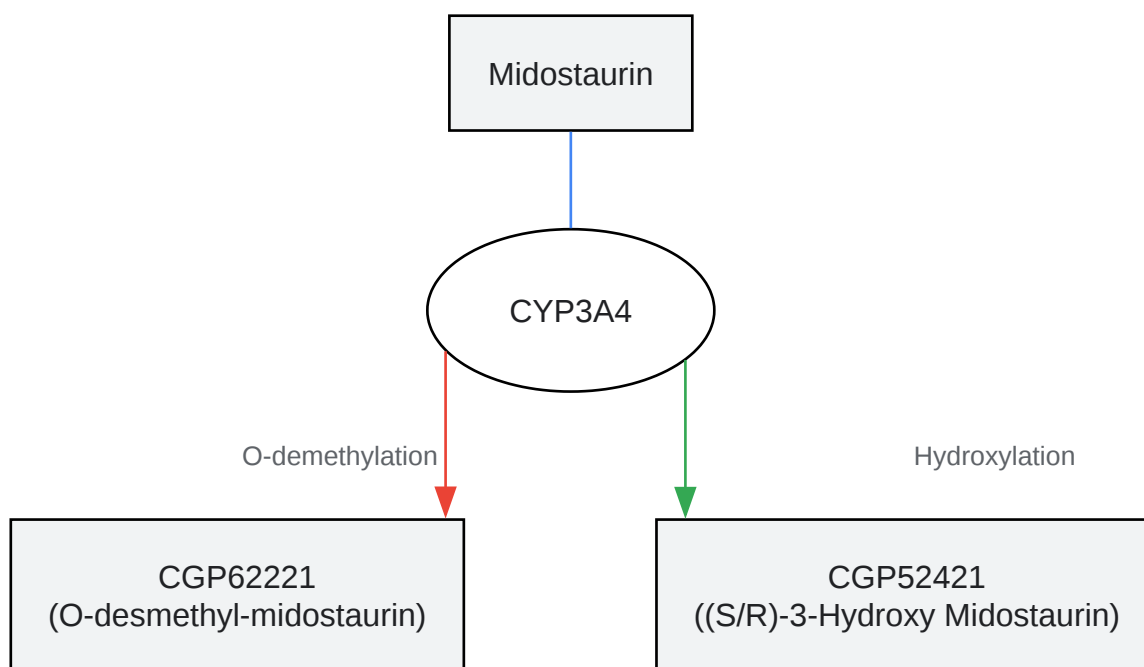 Midostaurin
CYP3A4
O-demethylation
Hydroxylation
CGP62221
(O-desmethyl-midostaurin)
CGP52421
((S/R)-3-Hydroxy Midostaurin)